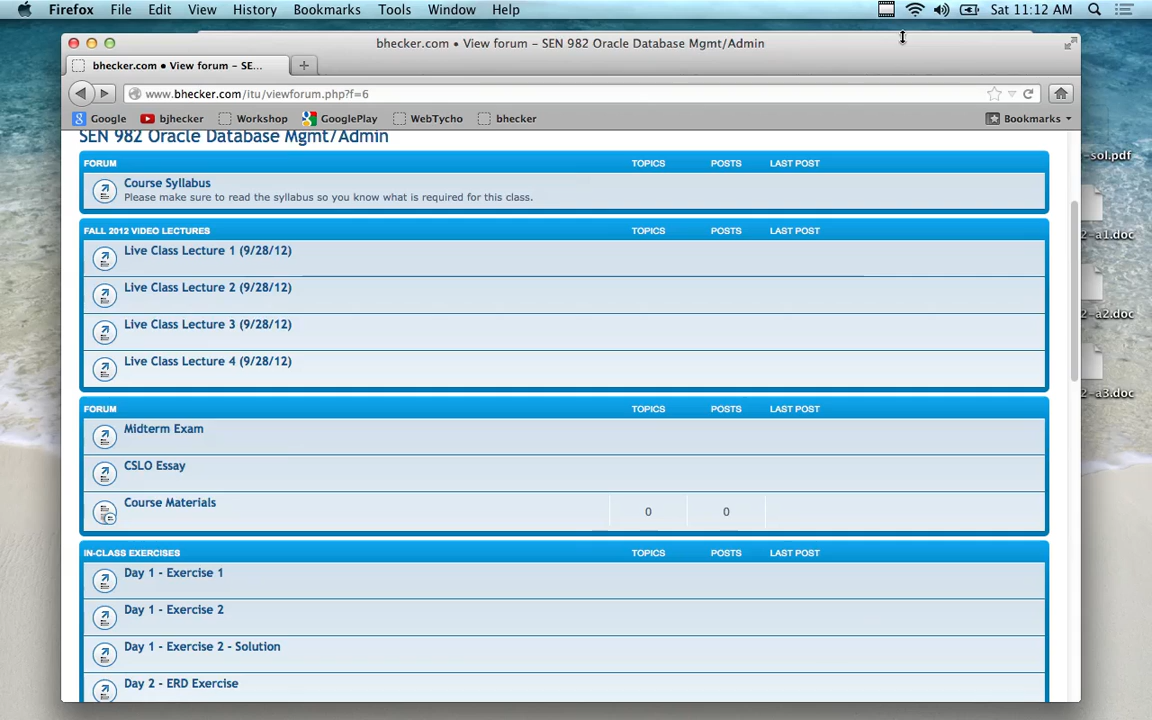 Firefox File Edit View History Bookmarks Tools Window Help Sat 11:12 AM
bhecker.com • View forum – SEN 982 Oracle Database Mgmt/Admin
bhecker.com • View forum – SE...
www.bhecker.com/itu/viewforum.php?f=6
Google bjhecker Workshop GooglePlay WebTycho bhecker Bookmarks
SEN 982 Oracle Database Mgmt/Admin
FORUM TOPICS POSTS LAST POST
Course Syllabus
Please make sure to read the syllabus so you know what is required for this class.
FALL 2012 VIDEO LECTURES TOPICS POSTS LAST POST
Live Class Lecture 1 (9/28/12)
Live Class Lecture 2 (9/28/12)
Live Class Lecture 3 (9/28/12)
Live Class Lecture 4 (9/28/12)
FORUM TOPICS POSTS LAST POST
Midterm Exam
CSLO Essay
Course Materials 0 0
IN-CLASS EXERCISES TOPICS POSTS LAST POST
Day 1 - Exercise 1
Day 1 - Exercise 2
Day 1 - Exercise 2 - Solution
Day 2 - ERD Exercise
-sol.pdf
2-a1.doc
2-a2.doc
2-a3.doc